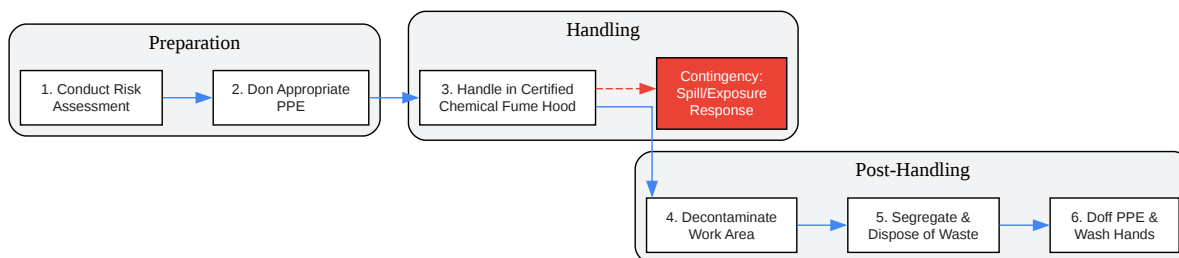 Preparation
1. Conduct Risk
Assessment
2. Don Appropriate
PPE
Handling
3. Handle in Certified
Chemical Fume Hood
Contingency:
Spill/Exposure
Response
Post-Handling
4. Decontaminate
Work Area
5. Segregate &
Dispose of Waste
6. Doff PPE &
Wash Hands